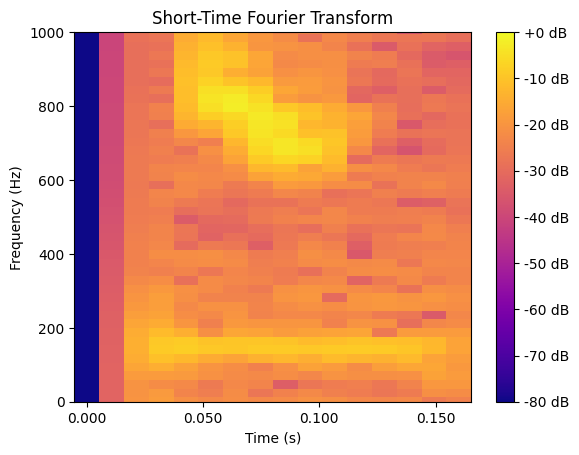 Short-Time Fourier Transform
1000
800
600
400
200
0
Frequency (Hz)
0.000
0.050
0.100
0.150
Time (s)
+0 dB
-10 dB
-20 dB
-30 dB
-40 dB
-50 dB
-60 dB
-70 dB
-80 dB